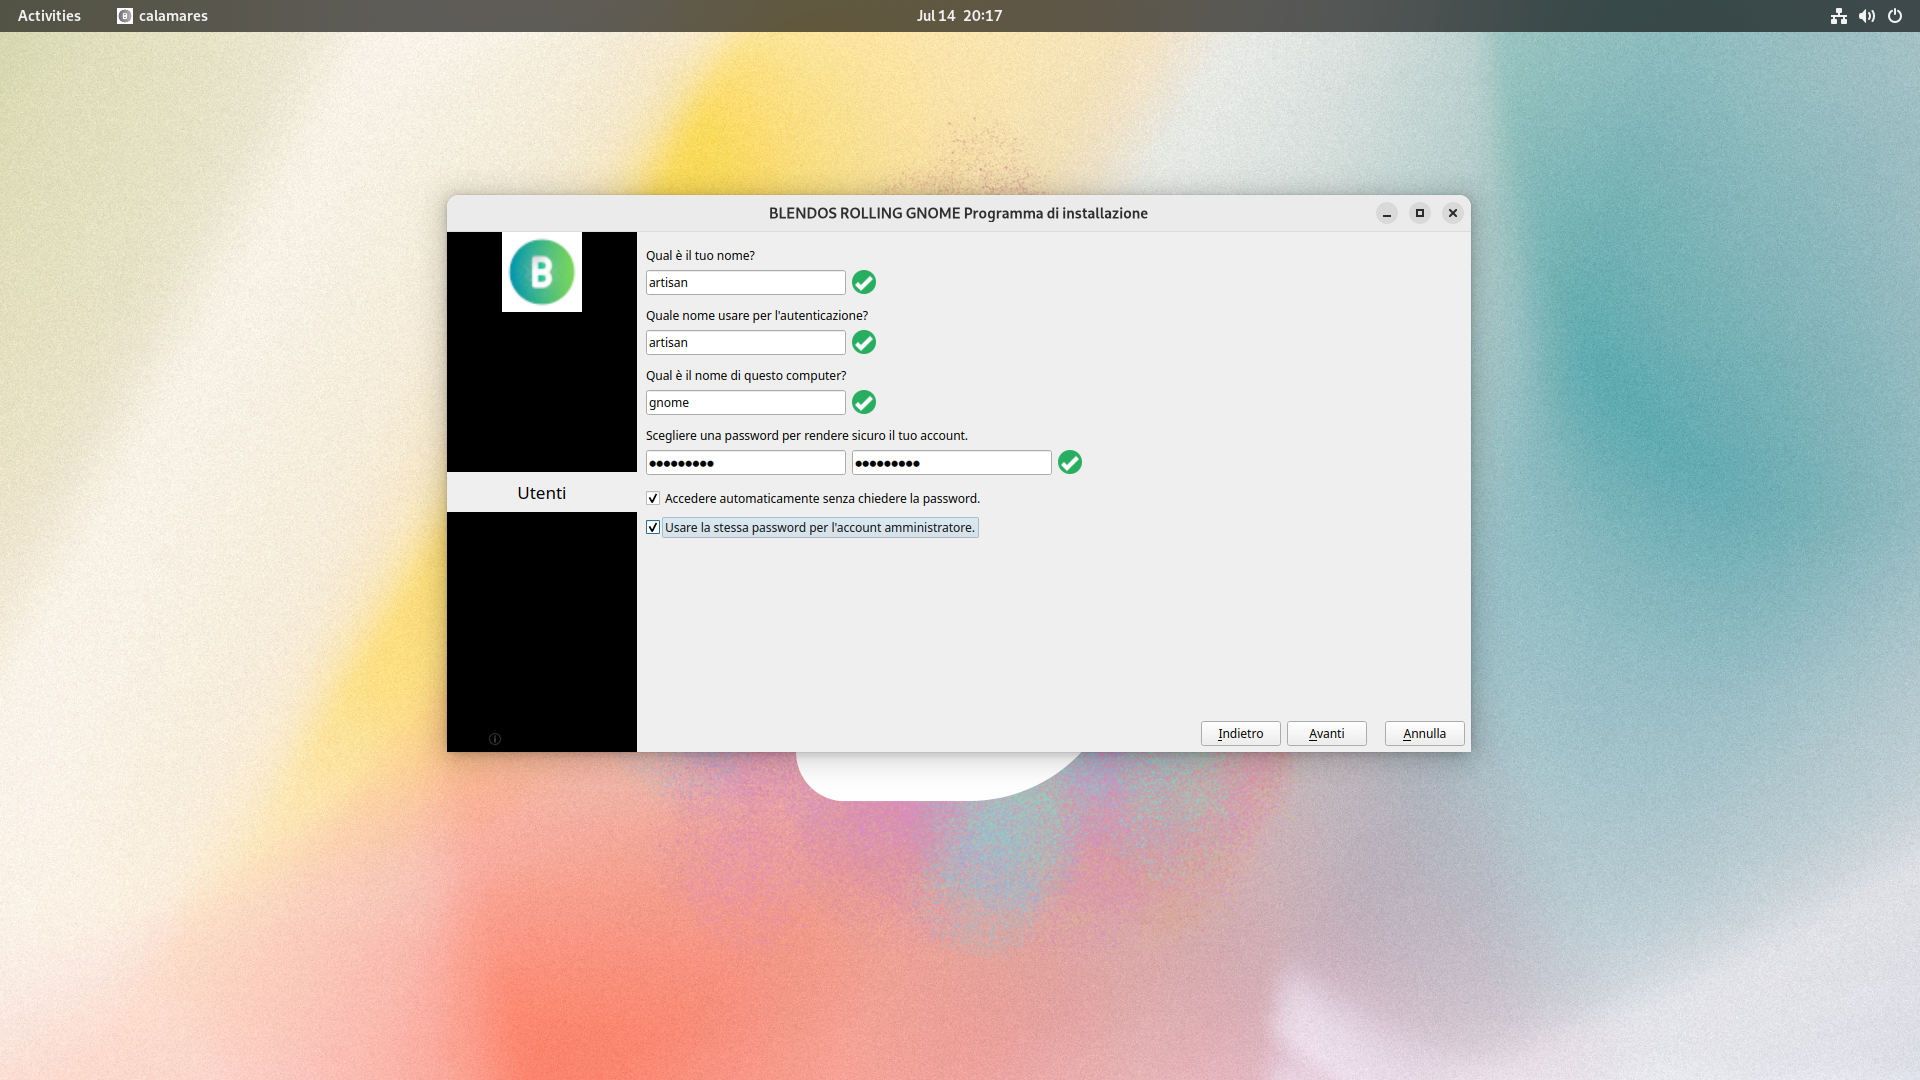 Activities
calamares
Jul 14 20:17
BLENDOS ROLLING GNOME Programma di installazione
B
Qual è il tuo nome?
artisan
Quale nome usare per l'autenticazione?
artisan
Qual è il nome di questo computer?
gnome
Scegliere una password per rendere sicuro il tuo account.
●●●●●●●●● ●●●●●●●●●
Utenti
Accedere automaticamente senza chiedere la password.
Usare la stessa password per l'account amministratore.
Indietro
Avanti
Annulla